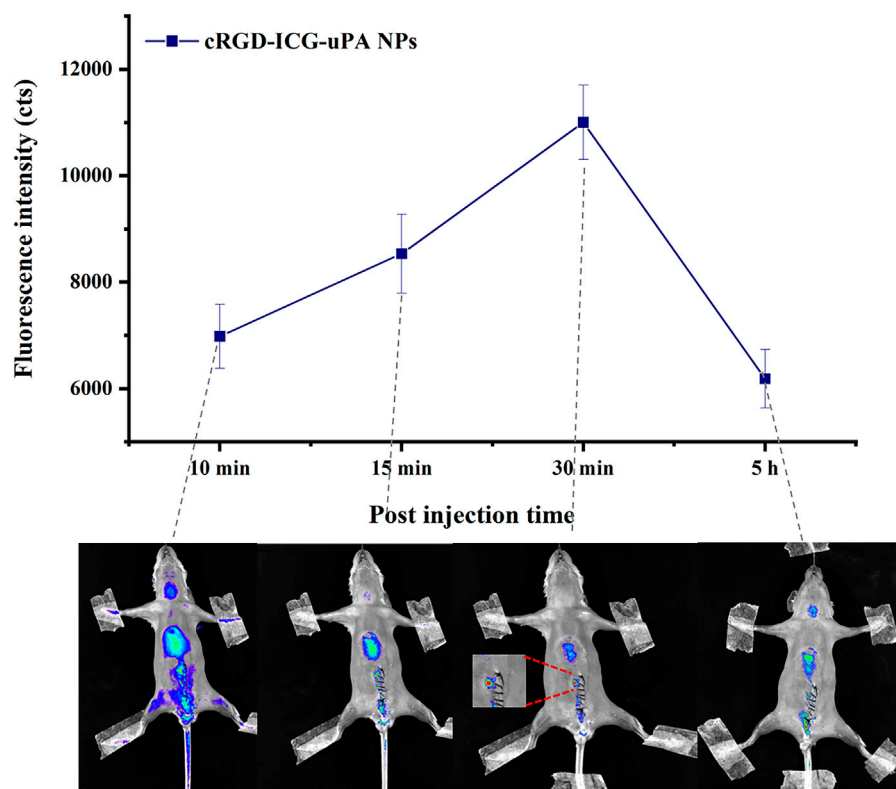 cRGD-ICG-uPA NPs
Fluorescence intensity (cts)
12000
10000
8000
6000
10 min 15 min 30 min 5 h
Post injection time